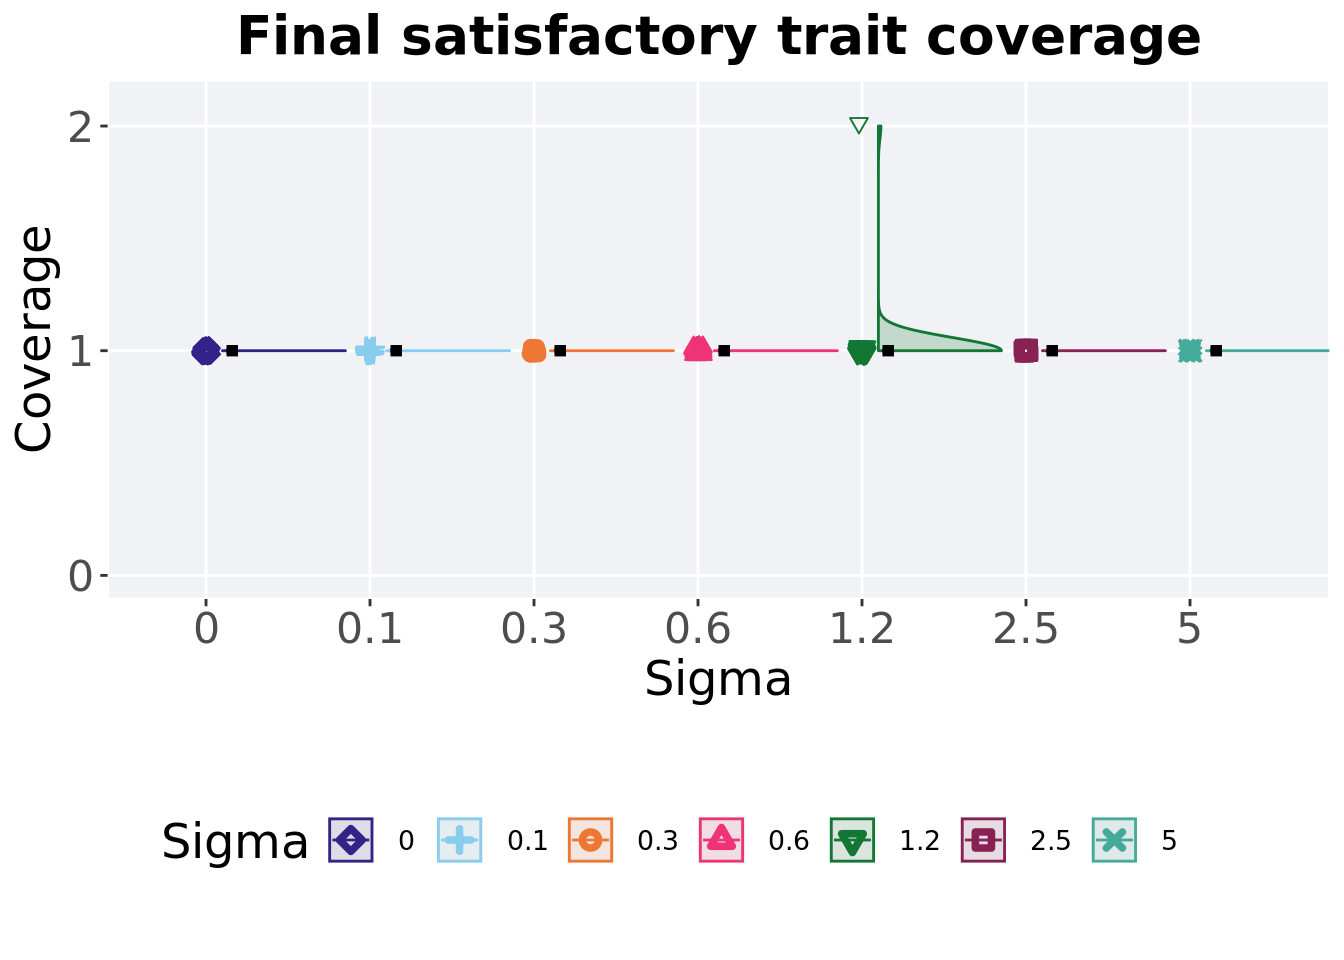 Final satisfactory trait coverage
Coverage
2
1
0
0 0.1 0.3 0.6 1.2 2.5 5
Sigma
Sigma 0 0.1 0.3 0.6 1.2 2.5 5